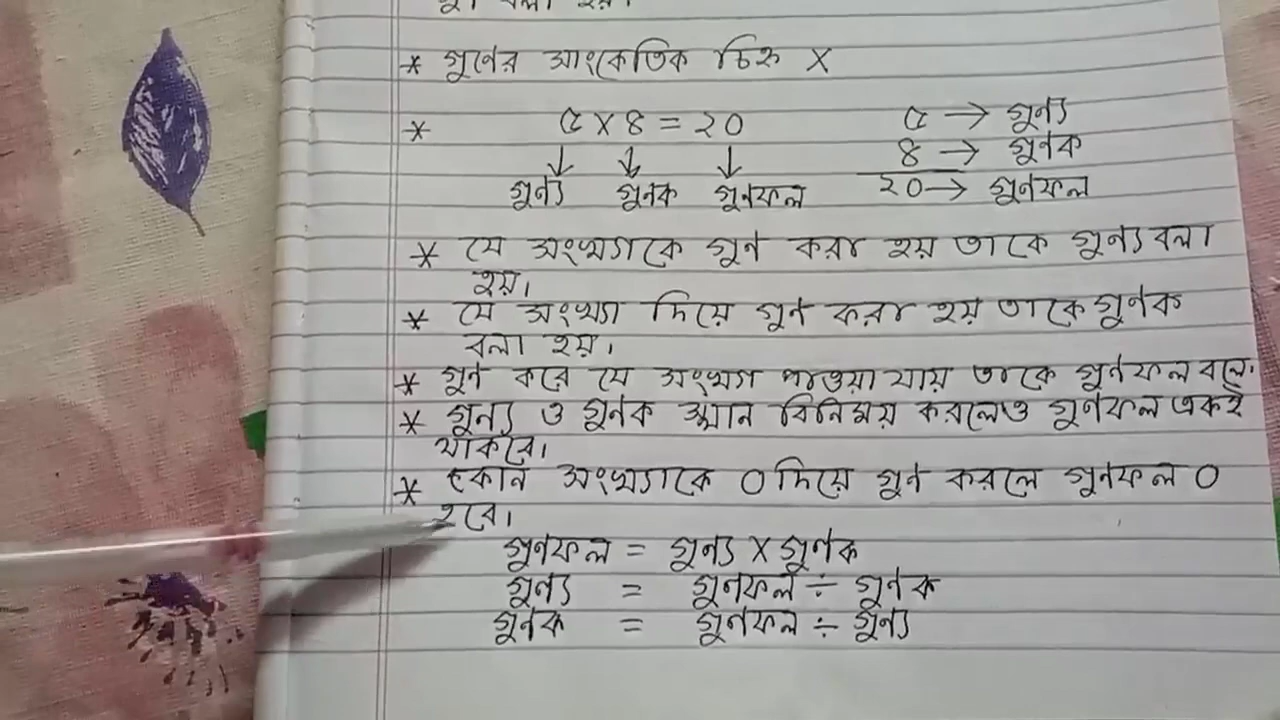 * গুণের সাংকেতিক চিহ্ন X
* ৫ X ৪ = ২০
৫ → গুণ্য
↓ ↓ ↓
৪ → গুণক
গুণ্য গুণক গুণফল
২০ → গুণফল
* যে সংখ্যাকে গুণ করা হয় তাকে গুণ্য বলা
হয়।
* যে সংখ্যা দিয়ে গুণ করা হয় তাকে গুণক
বলা হয়।
* গুণ করে যে সংখ্যা পাওয়া যায় তাকে গুণফল বলে।
* গুণ্য ও গুণক স্থান বিনিময় করলেও গুণফল একই
থাকবে।
* কোন সংখ্যাকে ০ দিয়ে গুণ করলে গুণফল ০
হবে।
গুণফল = গুণ্য X গুণক
গুণ্য = গুণফল ÷ গুণক
গুণক = গুণফল ÷ গুণ্য